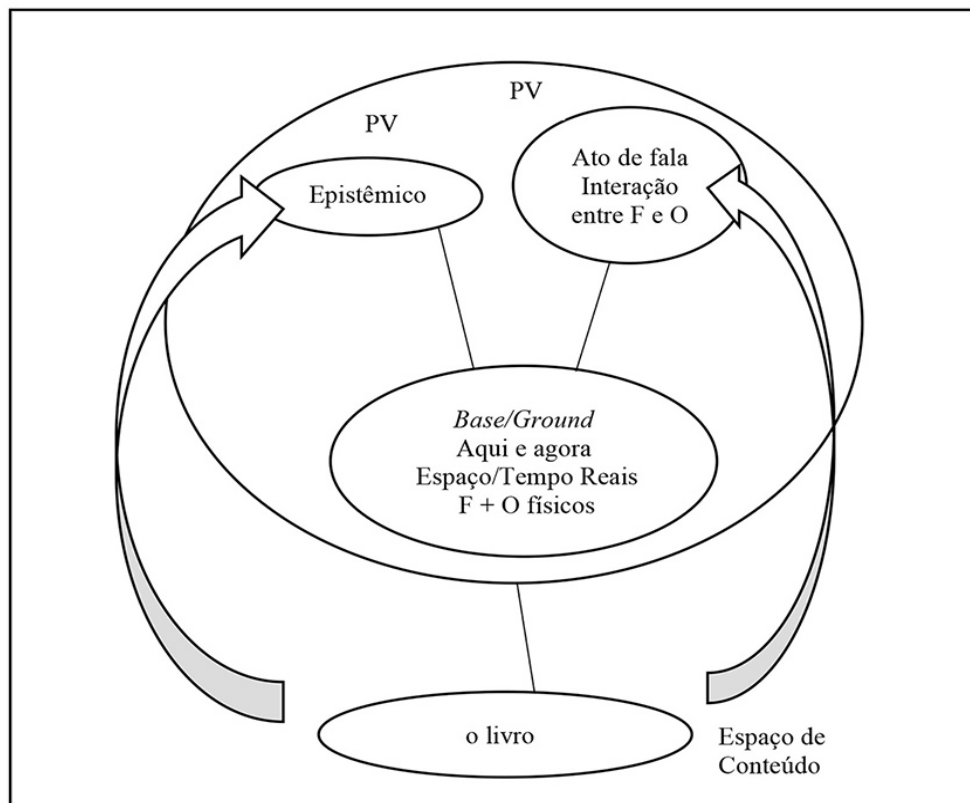 PV
PV
Epistêmico
Ato de fala
Interação
entre F e O
Base/Ground
Aqui e agora
Espaço/Tempo Reais
F + O físicos
o livro
Espaço de
Conteúdo